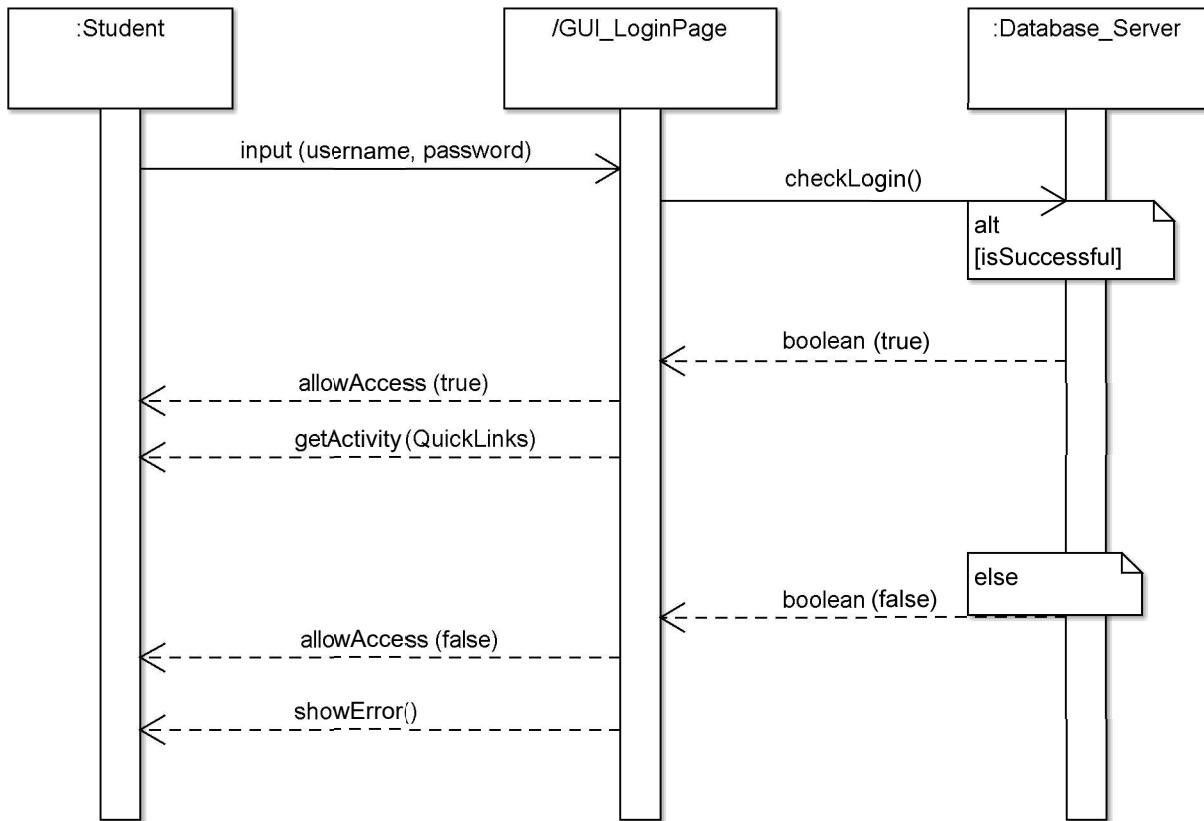 :Student
/GUI_LoginPage
:Database_Server
input (username, password)
checkLogin()
alt
[isSuccessful]
boolean (true)
allowAccess (true)
getActivity (QuickLinks)
else
boolean (false)
allowAccess (false)
showError()